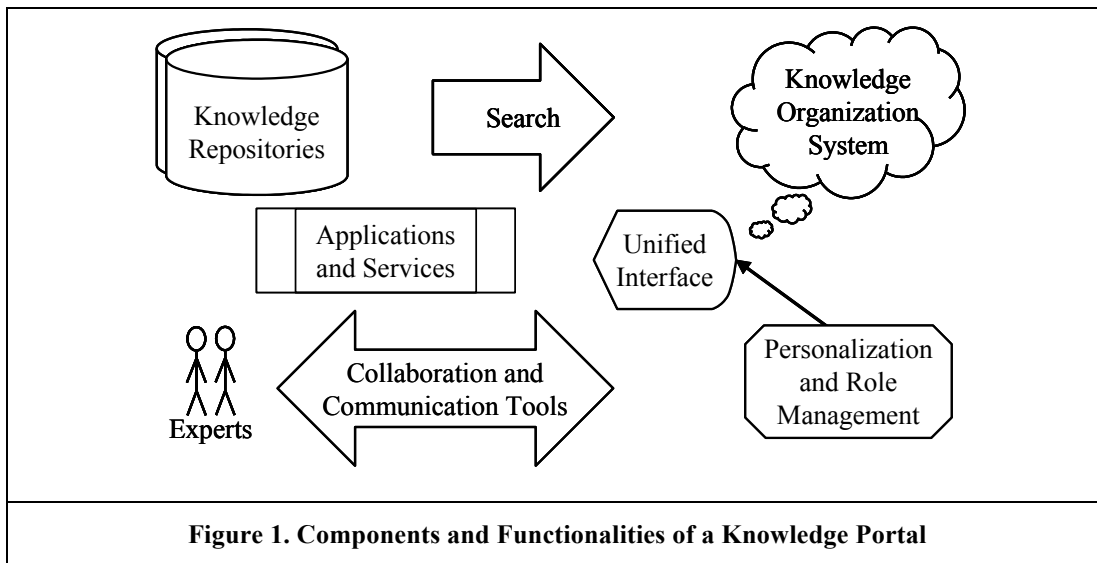 Knowledge
Repositories
Search
Knowledge
Organization
System
Applications
and Services
Unified
Interface
Experts
Collaboration and
Communication Tools
Personalization
and Role
Management
Figure 1. Components and Functionalities of a Knowledge Portal